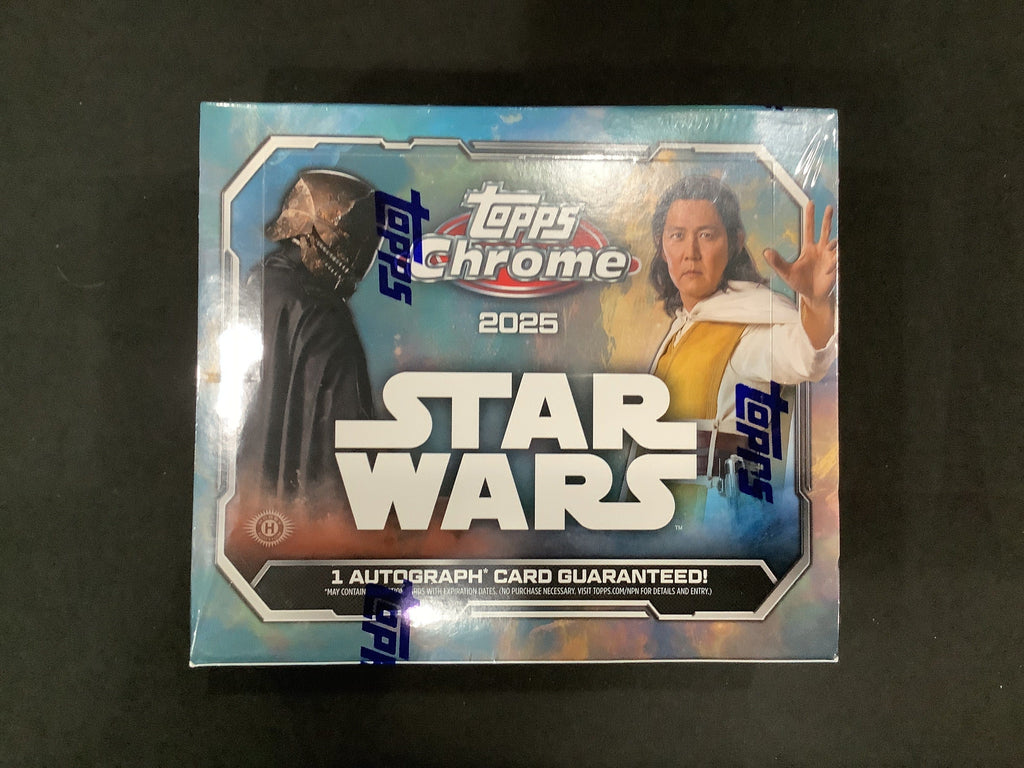 topps
Chrome
2025
STAR
WARS
™
H
1 AUTOGRAPH* CARD GUARANTEED!
*MAY CONTAIN WITH EXPIRATION DATES. (NO PURCHASE NECESSARY. VISIT TOPPS.COM/NPN FOR DETAILS AND ENTRY.)
topps
topps
topps